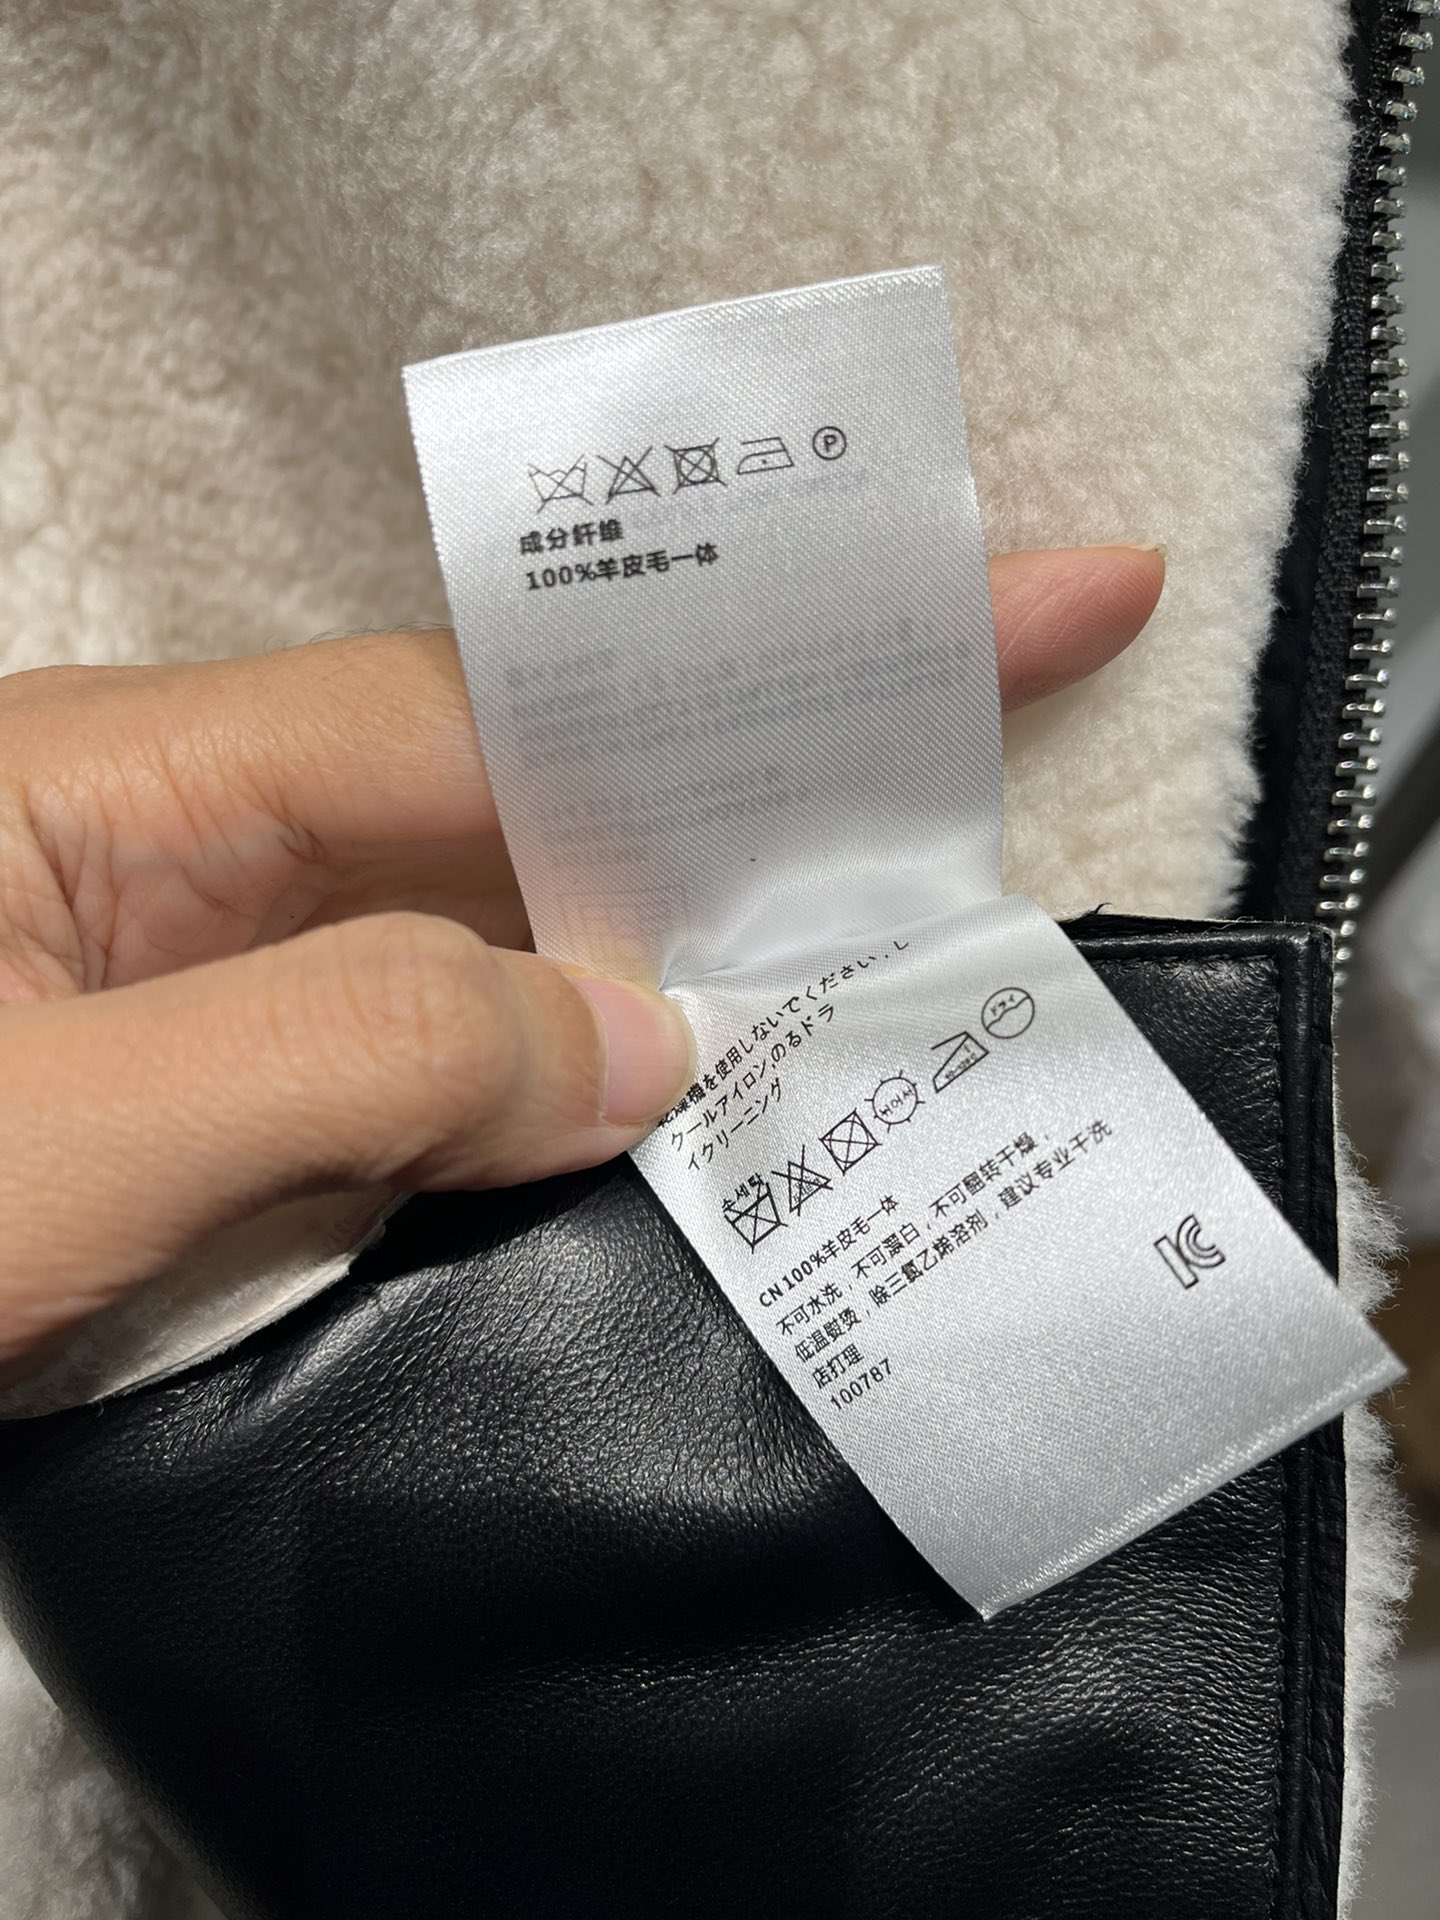 P
成分纤维
100%羊皮毛一体
乾燥機を使用しないでください. し
クールアイロン,のるドラ
イクリーニング
손세탁
ドライ
CN 100%羊皮毛一体
不可水洗，不可漂白，不可翻转干燥，
低温熨烫，除三氯乙烯溶剂，建议专业干洗
店打理
100787